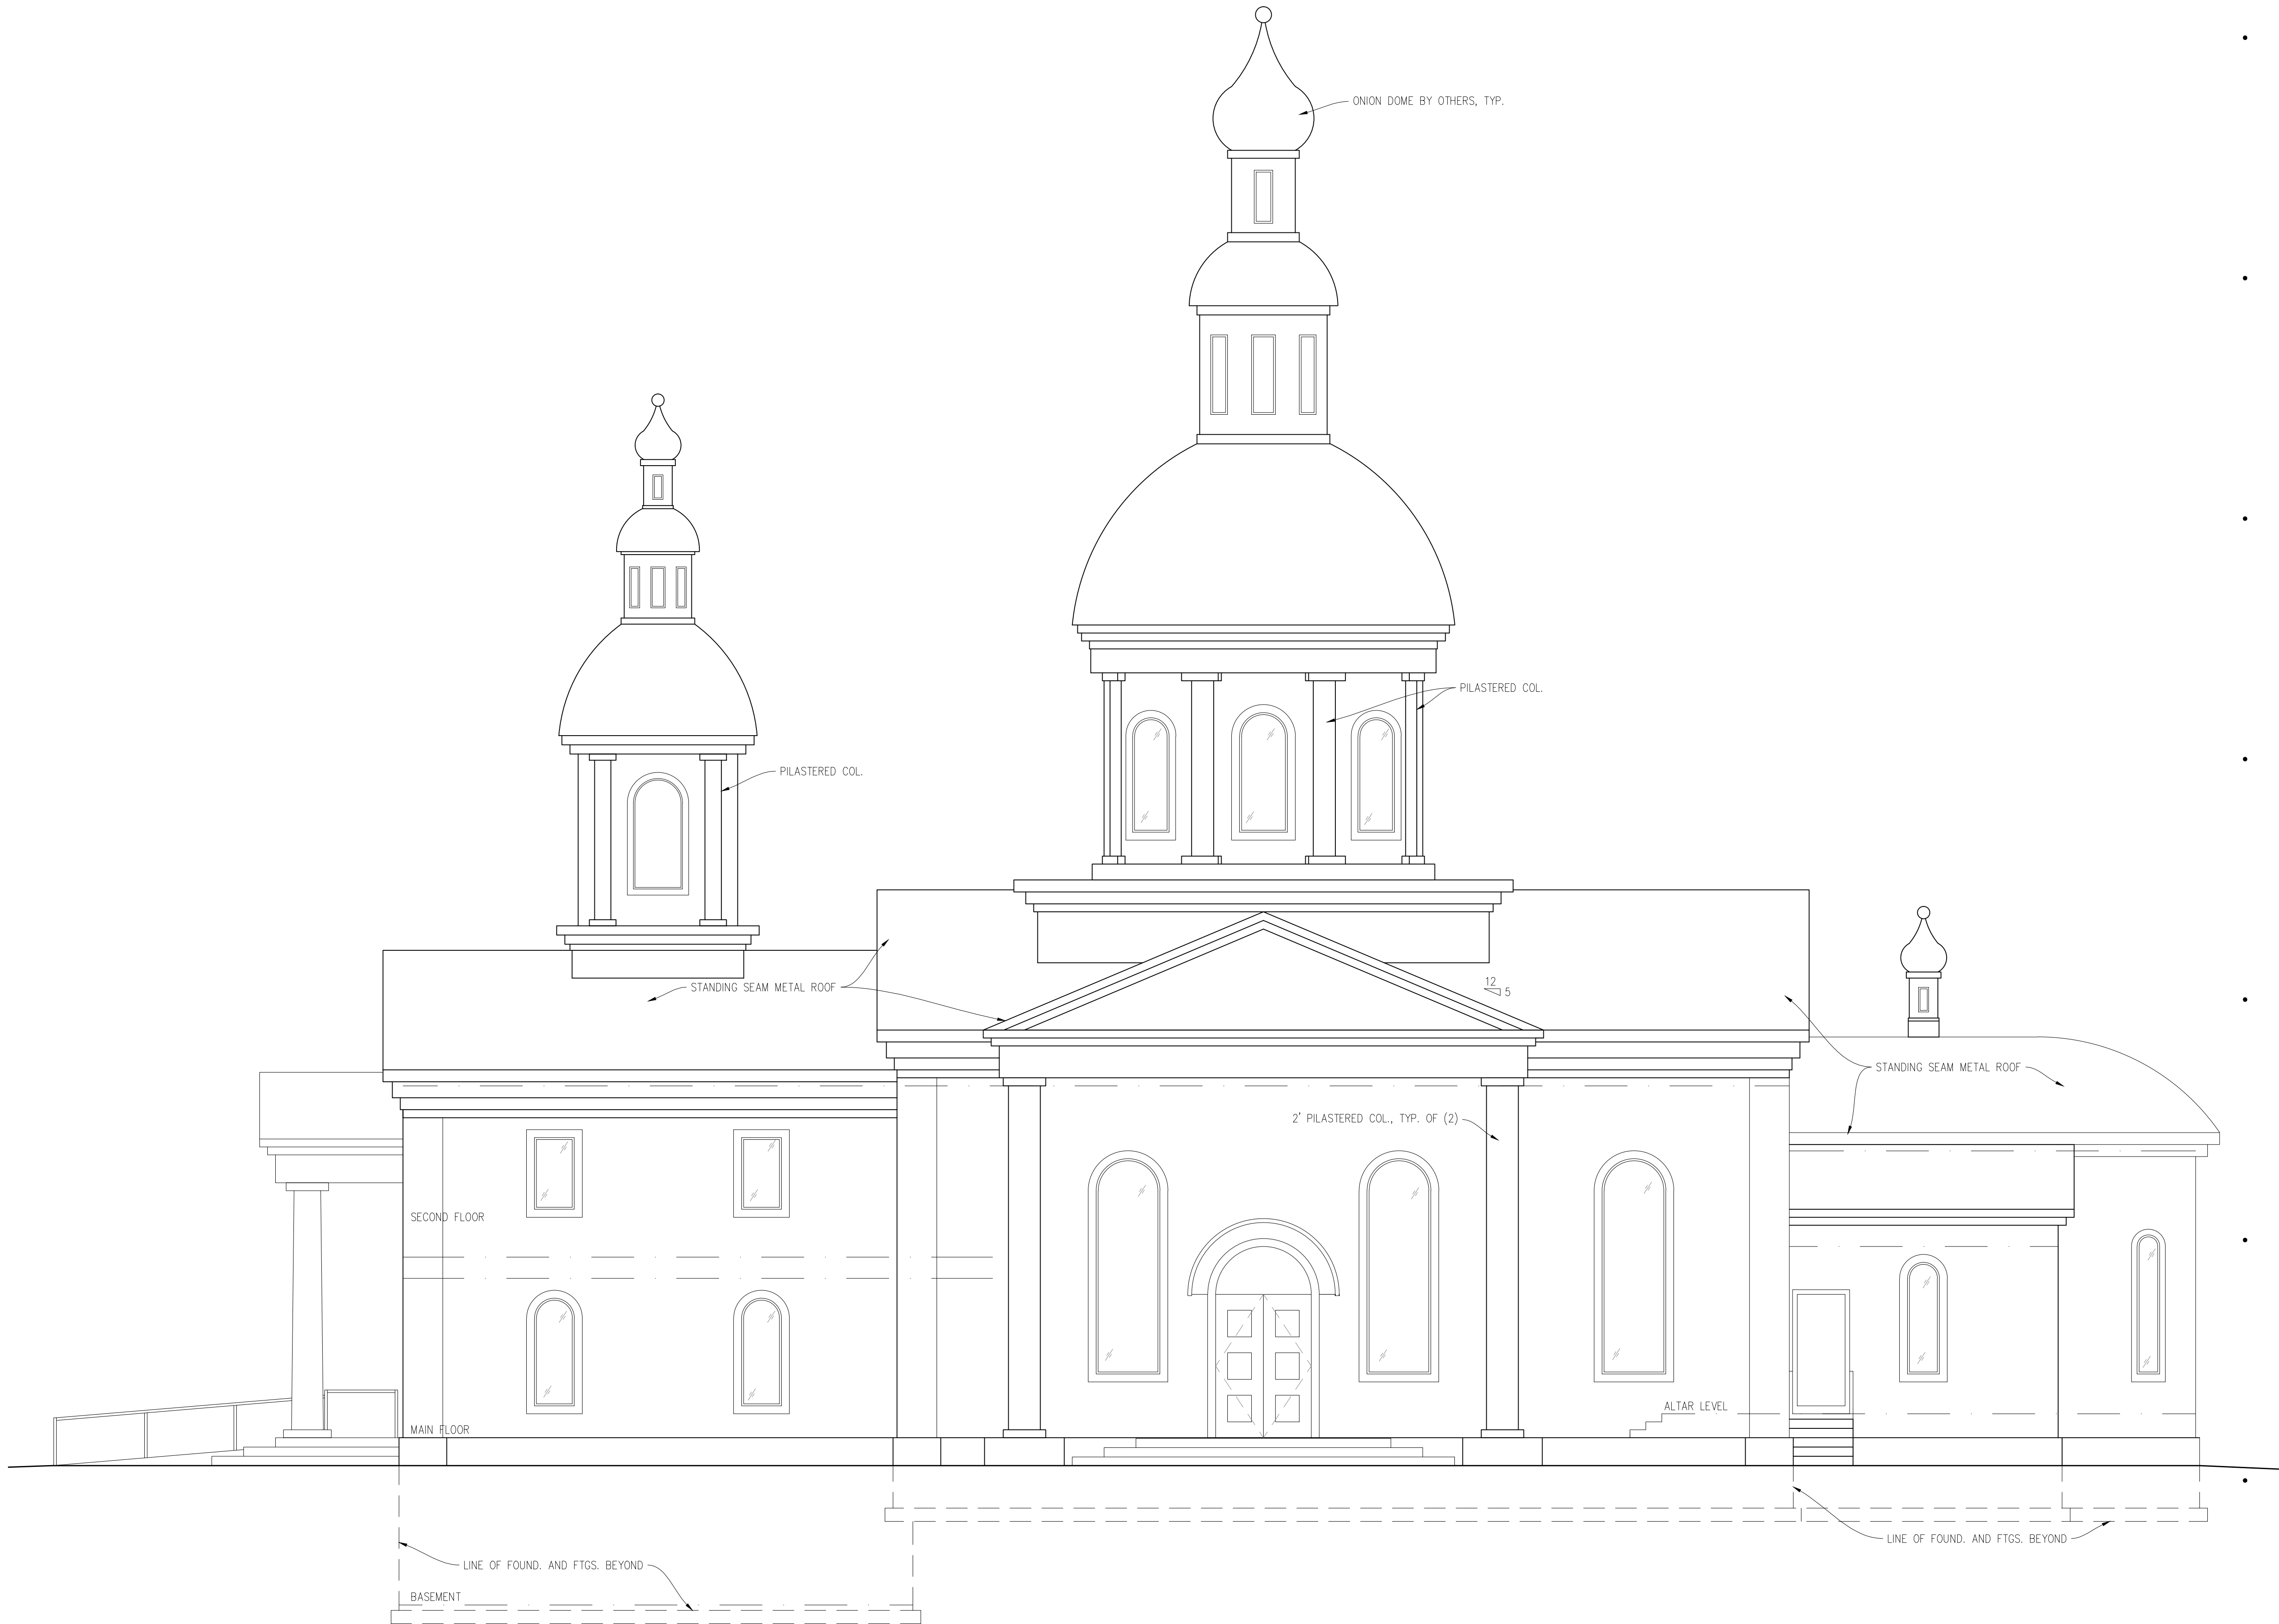 ONION DOME BY OTHERS, TYP.
PILASTERED COL.
PILASTERED COL.
STANDING SEAM METAL ROOF
12
5
STANDING SEAM METAL ROOF
2' PILASTERED COL., TYP. OF (2)
SECOND FLOOR
ALTAR LEVEL
MAIN FLOOR
LINE OF FOUND. AND FTGS. BEYOND
LINE OF FOUND. AND FTGS. BEYOND
BASEMENT